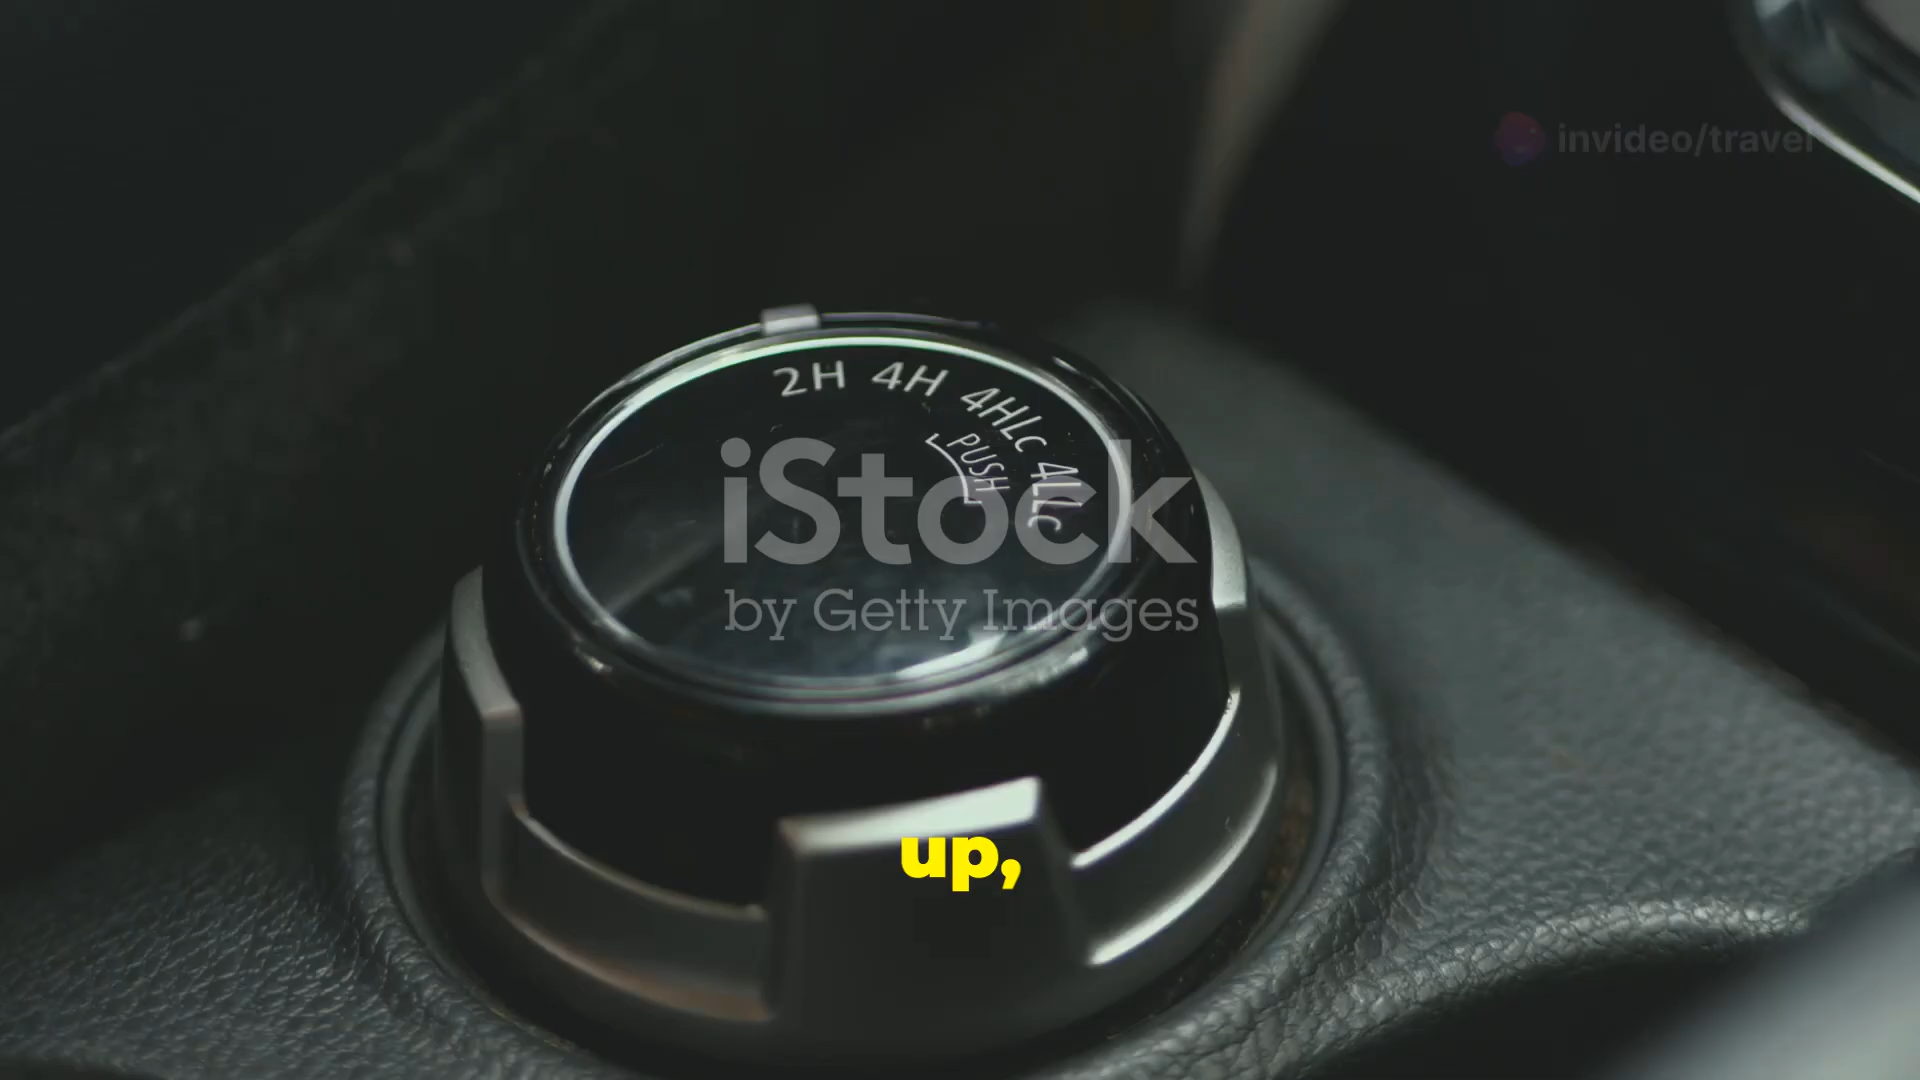 invideo/travel
2H 4H 4HLc 4LLc
PUSH
iStock
by Getty Images
up,